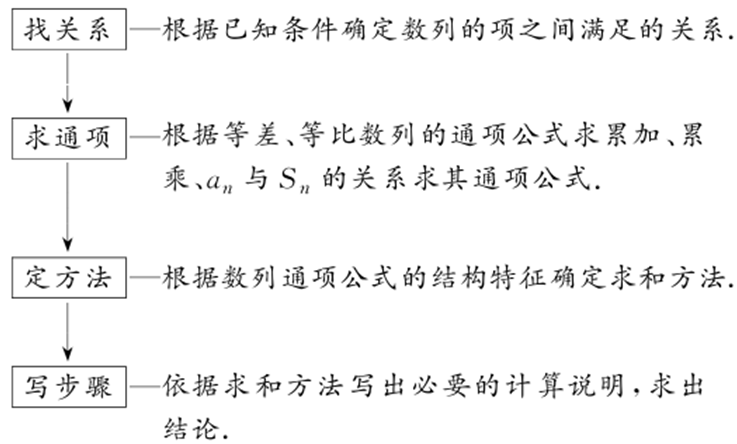 找关系—根据已知条件确定数列的项之间满足的关系.
求通项—根据等差、等比数列的通项公式求累加、累
乘、aₙ 与 Sₙ 的关系求其通项公式.
定方法—根据数列通项公式的结构特征确定求和方法.
写步骤—依据求和方法写出必要的计算说明,求出
结论.